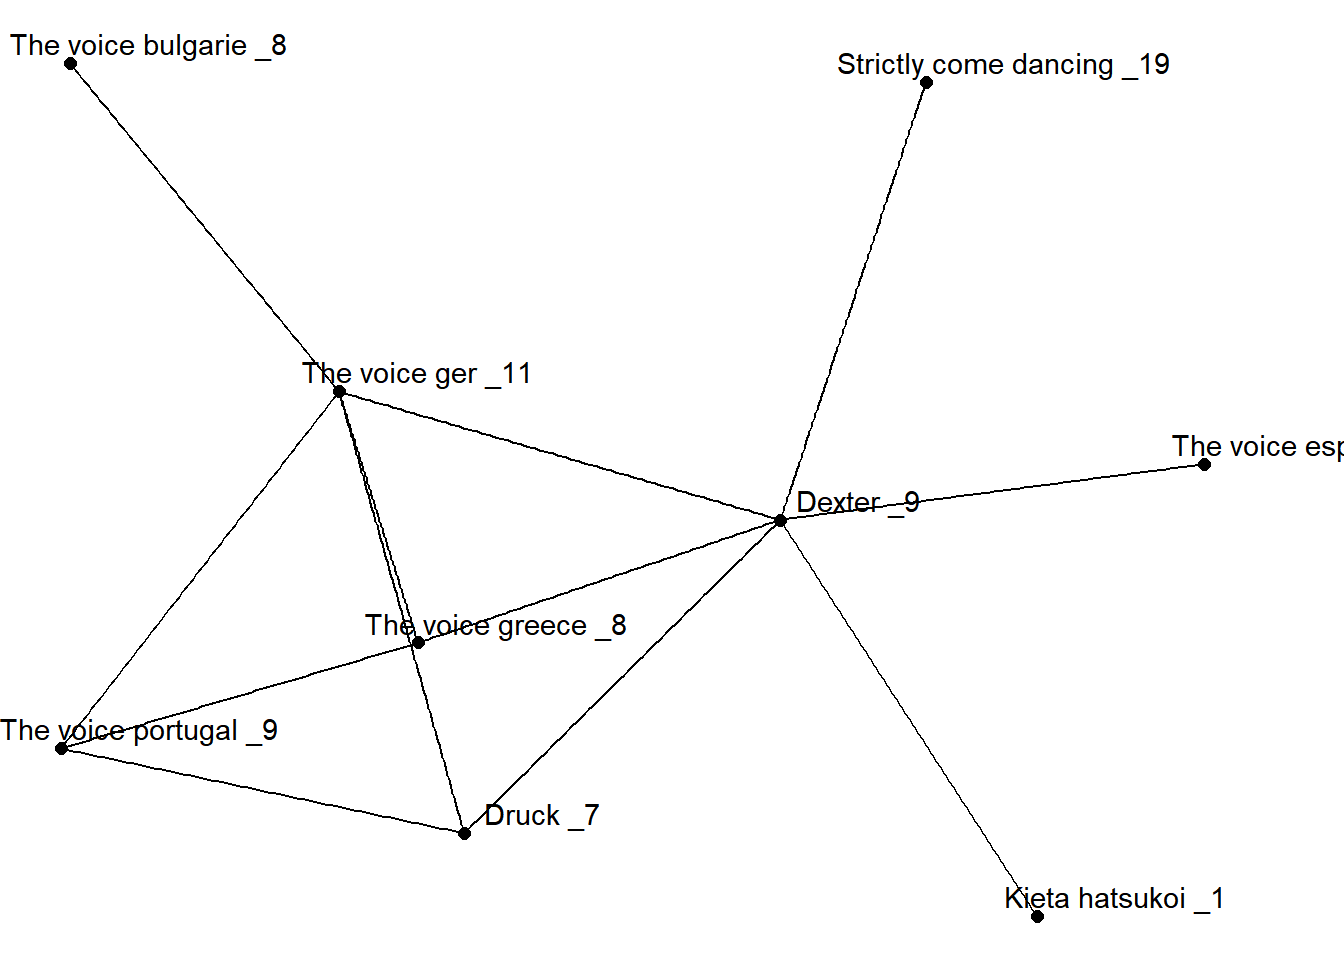 The voice bulgarie _8
Strictly come dancing _19
The voice ger _11
The voice esp
Dexter _9
The voice greece _8
The voice portugal _9
Druck _7
Kieta hatsukoi _1